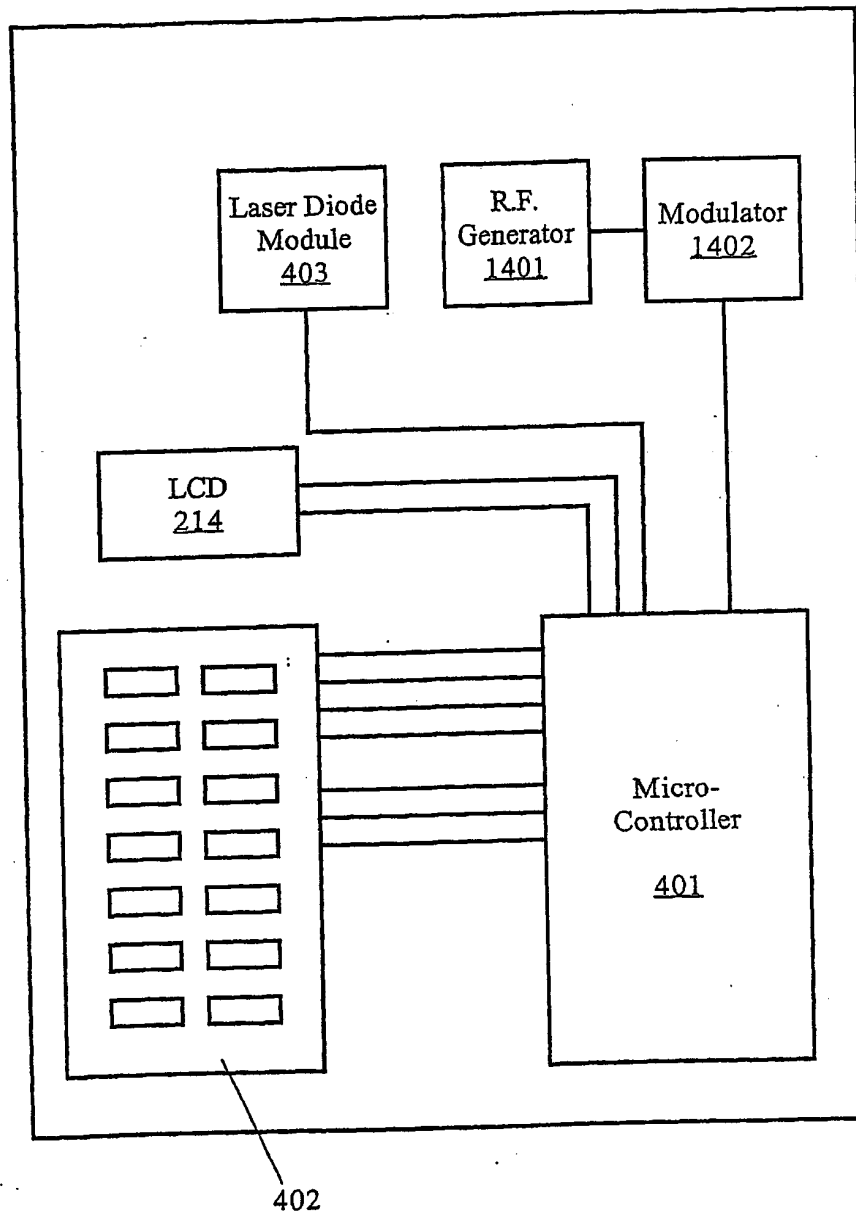 Laser Diode
Module
403
R.F.
Generator
1401
Modulator
1402
LCD
214
Micro-
Controller
401
402